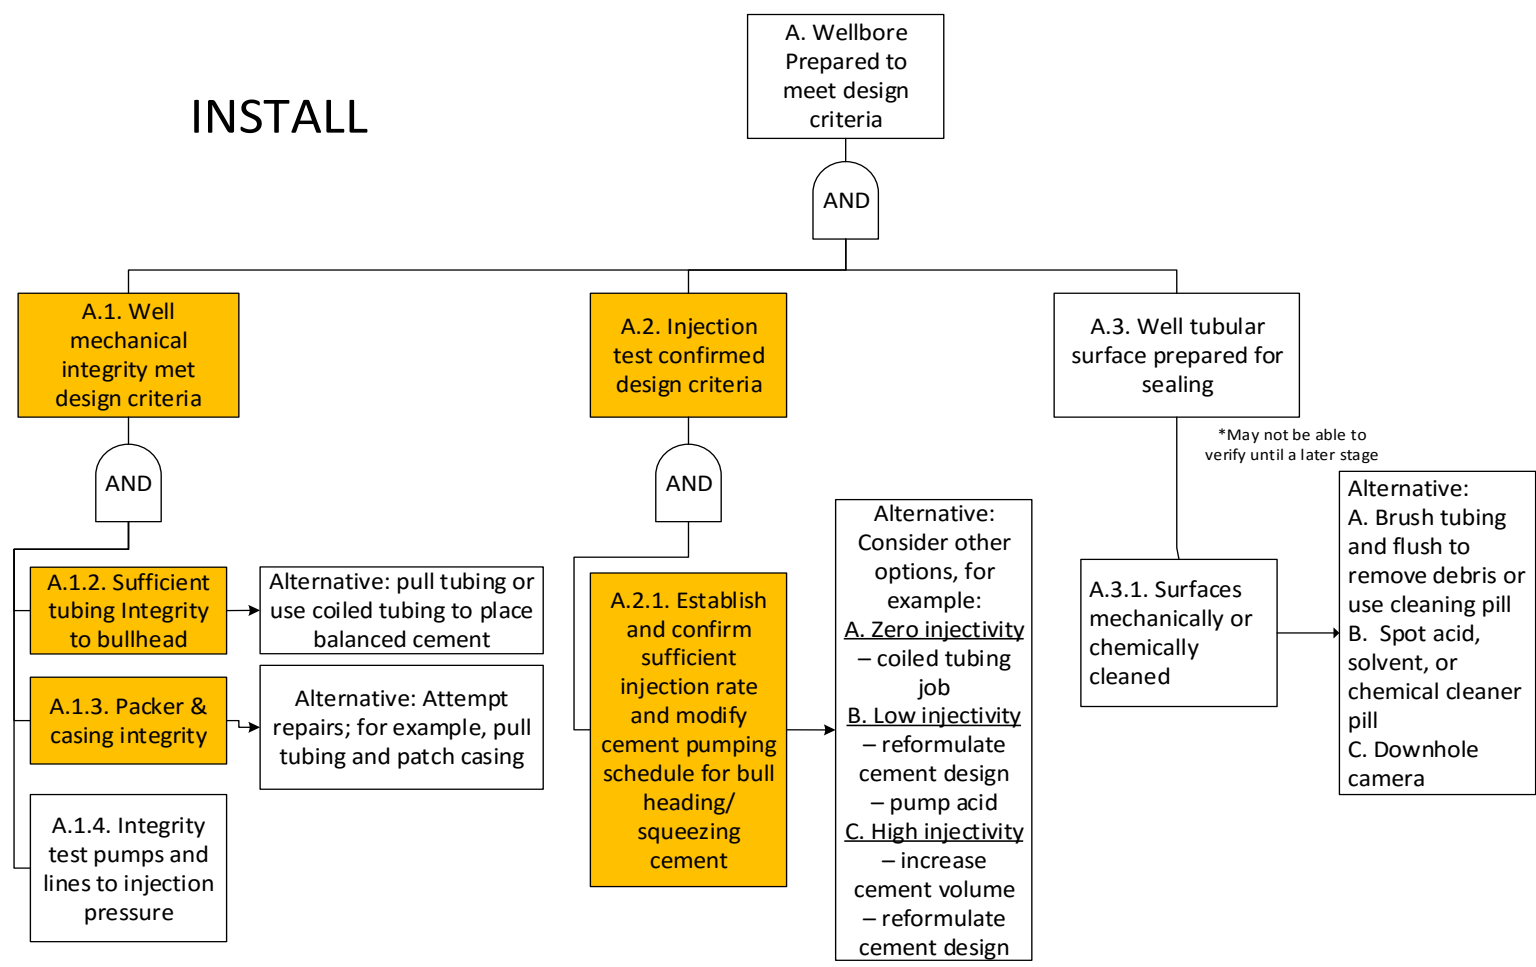 A. Wellbore
Prepared to
meet design
criteria
INSTALL
AND
A.1. Well
mechanical
integrity met
design criteria
A.2. Injection
test confirmed
design criteria
A.3. Well tubular
surface prepared for
sealing
*May not be able to
verify until a later stage
AND
AND
A.1.2. Sufficient
tubing Integrity
to bullhead
Alternative: pull tubing or
use coiled tubing to place
balanced cement
A.1.3. Packer &
casing integrity
Alternative: Attempt
repairs; for example, pull
tubing and patch casing
A.1.4. Integrity
test pumps and
lines to injection
pressure
A.2.1. Establish
and confirm
sufficient
injection rate
and modify
cement pumping
schedule for bull
heading/
squeezing
cement
Alternative:
Consider other
options, for
example:
A. Zero injectivity
– coiled tubing
job
B. Low injectivity
– reformulate
cement design
– pump acid
C. High injectivity
– increase
cement volume
– reformulate
cement design
A.3.1. Surfaces
mechanically or
chemically
cleaned
Alternative:
A. Brush tubing
and flush to
remove debris or
use cleaning pill
B.  Spot acid,
solvent, or
chemical cleaner
pill
C. Downhole
camera